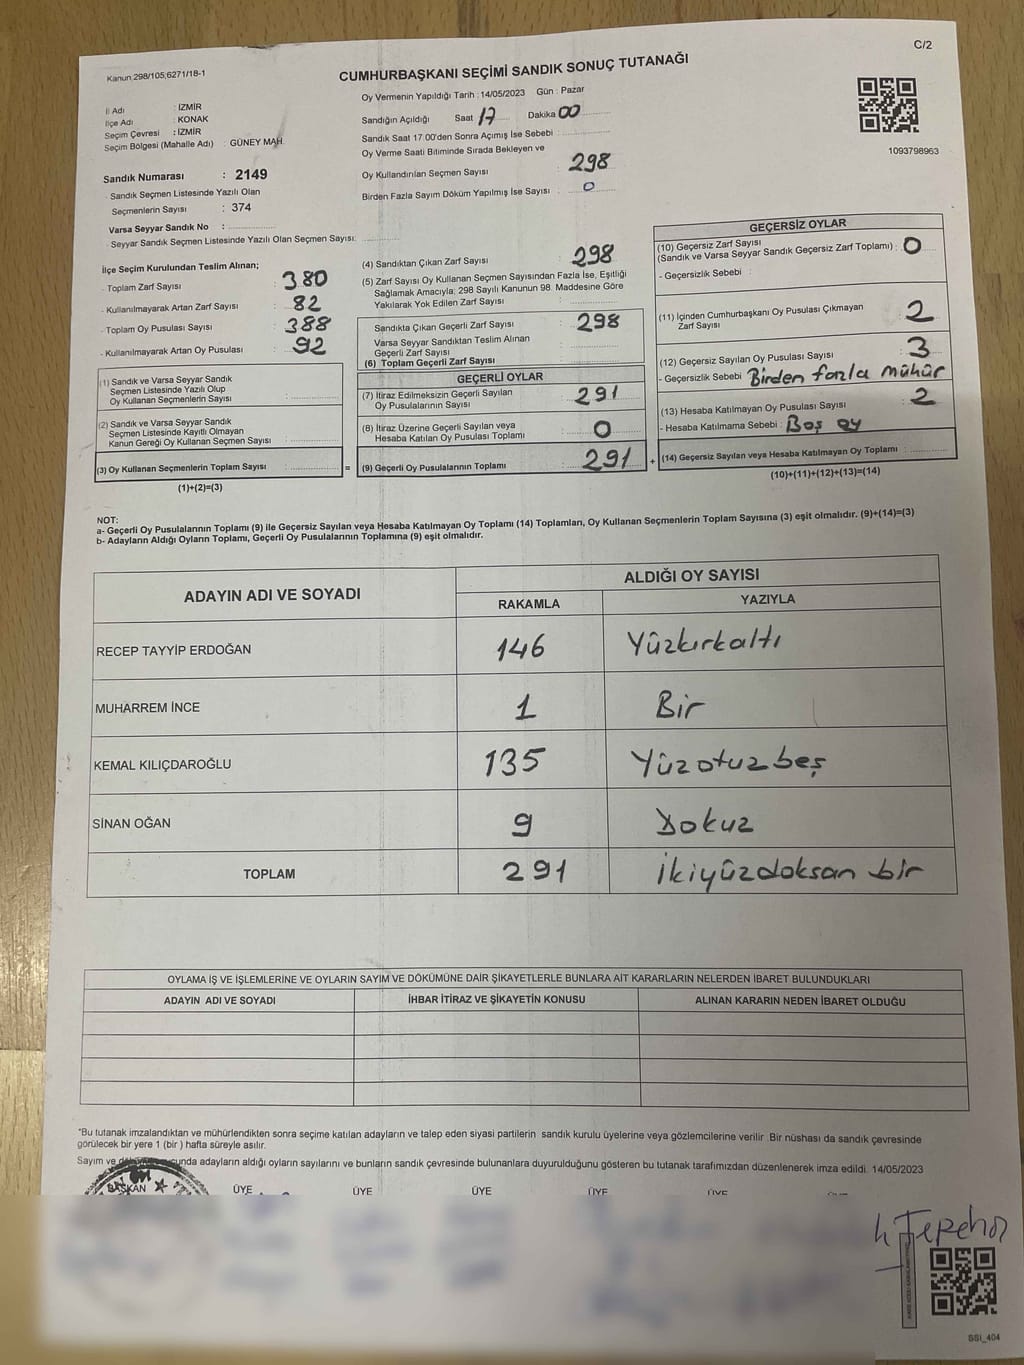 C/2
Kanun 298/105,6271/18-1
CUMHURBAŞKANI SEÇİMİ SANDIK SONUÇ TUTANAĞI
İl Adı : İZMİR
İlçe Adı : KONAK
Seçim Çevresi : İZMİR
Seçim Bölgesi (Mahalle Adı) : GÜNEY MAH.
Oy Vermenin Yapıldığı Tarih : 14/05/2023 Gün : Pazar
Sandığın Açıldığı Saat 17 Dakika 00
Sandık Saat 17:00'den Sonra Açımış İse Sebebi :
Oy Verme Saati Bitiminde Sırada Bekleyen ve
Oy Kullandırılan Seçmen Sayısı : 298
Birden Fazla Sayım Döküm Yapılmış İse Sayısı : 0
1093798963
Sandık Numarası : 2149
- Sandık Seçmen Listesinde Yazılı Olan
Seçmenlerin Sayısı : 374
Varsa Seyyar Sandık No :
- Seyyar Sandık Seçmen Listesinde Yazılı Olan Seçmen Sayısı:
İlçe Seçim Kurulundan Teslim Alınan;
- Toplam Zarf Sayısı : 380
- Kullanılmayarak Artan Zarf Sayısı : 82
- Toplam Oy Pusulası Sayısı : 388
- Kullanılmayarak Artan Oy Pusulası : 92
(1) Sandık ve Varsa Seyyar Sandık
Seçmen Listesinde Yazılı Olup
Oy Kullanan Seçmenlerin Sayısı :
(2) Sandık ve Varsa Seyyar Sandık
Seçmen Listesinde Kayıtlı Olmayan
Kanun Gereği Oy Kullanan Seçmen Sayısı :
(3) Oy Kullanan Seçmenlerin Toplam Sayısı :
(1)+(2)=(3)
(4) Sandıktan Çıkan Zarf Sayısı : 298
(5) Zarf Sayısı Oy Kullanan Seçmen Sayısından Fazla İse, Eşitliği
Sağlamak Amacıyla; 298 Sayılı Kanunun 98. Maddesine Göre
Yakılarak Yok Edilen Zarf Sayısı :
Sandıkta Çıkan Geçerli Zarf Sayısı : 298
Varsa Seyyar Sandıktan Teslim Alınan
Geçerli Zarf Sayısı :
(6) Toplam Geçerli Zarf Sayısı :
GEÇERLİ OYLAR
(7) İtiraz Edilmeksizin Geçerli Sayılan
Oy Pusulalarının Sayısı : 291
(8) İtiraz Üzerine Geçerli Sayılan veya
Hesaba Katılan Oy Pusulası Toplamı : 0
= (9) Geçerli Oy Pusulalarının Toplamı : 291 +
GEÇERSİZ OYLAR
(10) Geçersiz Zarf Sayısı
(Sandık ve Varsa Seyyar Sandık Geçersiz Zarf Toplamı) : 0
- Geçersizlik Sebebi :
(11) İçinden Cumhurbaşkanı Oy Pusulası Çıkmayan
Zarf Sayısı : 2
(12) Geçersiz Sayılan Oy Pusulası Sayısı : 3
- Geçersizlik Sebebi : Birden fazla mühür
(13) Hesaba Katılmayan Oy Pusulası Sayısı : 2
- Hesaba Katılmama Sebebi : Boş oy
(14) Geçersiz Sayılan veya Hesaba Katılmayan Oy Toplamı :
(10)+(11)+(12)+(13)=(14)
NOT:
a- Geçerli Oy Pusulalarının Toplamı (9) ile Geçersiz Sayılan veya Hesaba Katılmayan Oy Toplamı (14) Toplamları, Oy Kullanan Seçmenlerin Toplam Sayısına (3) eşit olmalıdır. (9)+(14)=(3)
b- Adayların Aldığı Oyların Toplamı, Geçerli Oy Pusulalarının Toplamına (9) eşit olmalıdır.
ADAYIN ADI VE SOYADI ALDIĞI OY SAYISI
RAKAMLA YAZIYLA
RECEP TAYYİP ERDOĞAN 146 Yüzkırkaltı
MUHARREM İNCE 1 Bir
KEMAL KILIÇDAROĞLU 135 Yüzotuzbeş
SİNAN OĞAN 9 Dokuz
TOPLAM 291 İkiyüzdoksan bir
OYLAMA İŞ VE İŞLEMLERİNE VE OYLARIN SAYIM VE DÖKÜMÜNE DAİR ŞİKAYETLERLE BUNLARA AİT KARARLARIN NELERDEN İBARET BULUNDUKLARI
ADAYIN ADI VE SOYADI İHBAR İTİRAZ VE ŞİKAYETİN KONUSU ALINAN KARARIN NEDEN İBARET OLDUĞU
*Bu tutanak imzalandıktan ve mühürlendikten sonra seçime katılan adayların ve talep eden siyasi partilerin sandık kurulu üyelerine veya gözlemcilerine verilir .Bir nüshası da sandık çevresinde
görülecek bir yere 1 (bir ) hafta süreyle asılır.
Sayım ve adayların aldığı oyların sayılarını ve bunların sandık çevresinde bulunanlara duyurulduğunu gösteren bu tutanak tarafımızdan düzenlenerek imza edildi. 14/05/2023
BAŞKAN ÜYE ÜYE ÜYE ÜYE ÜYE
SSI_404